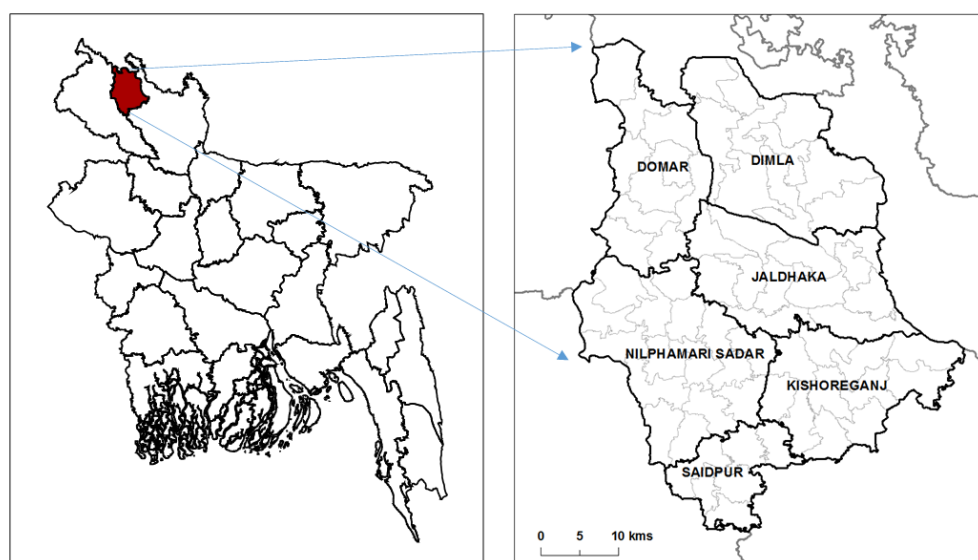 DOMAR
DIMLA
JALDHAKA
NILPHAMARI SADAR
KISHOREGANJ
SAIDPUR
0 5 10 kms